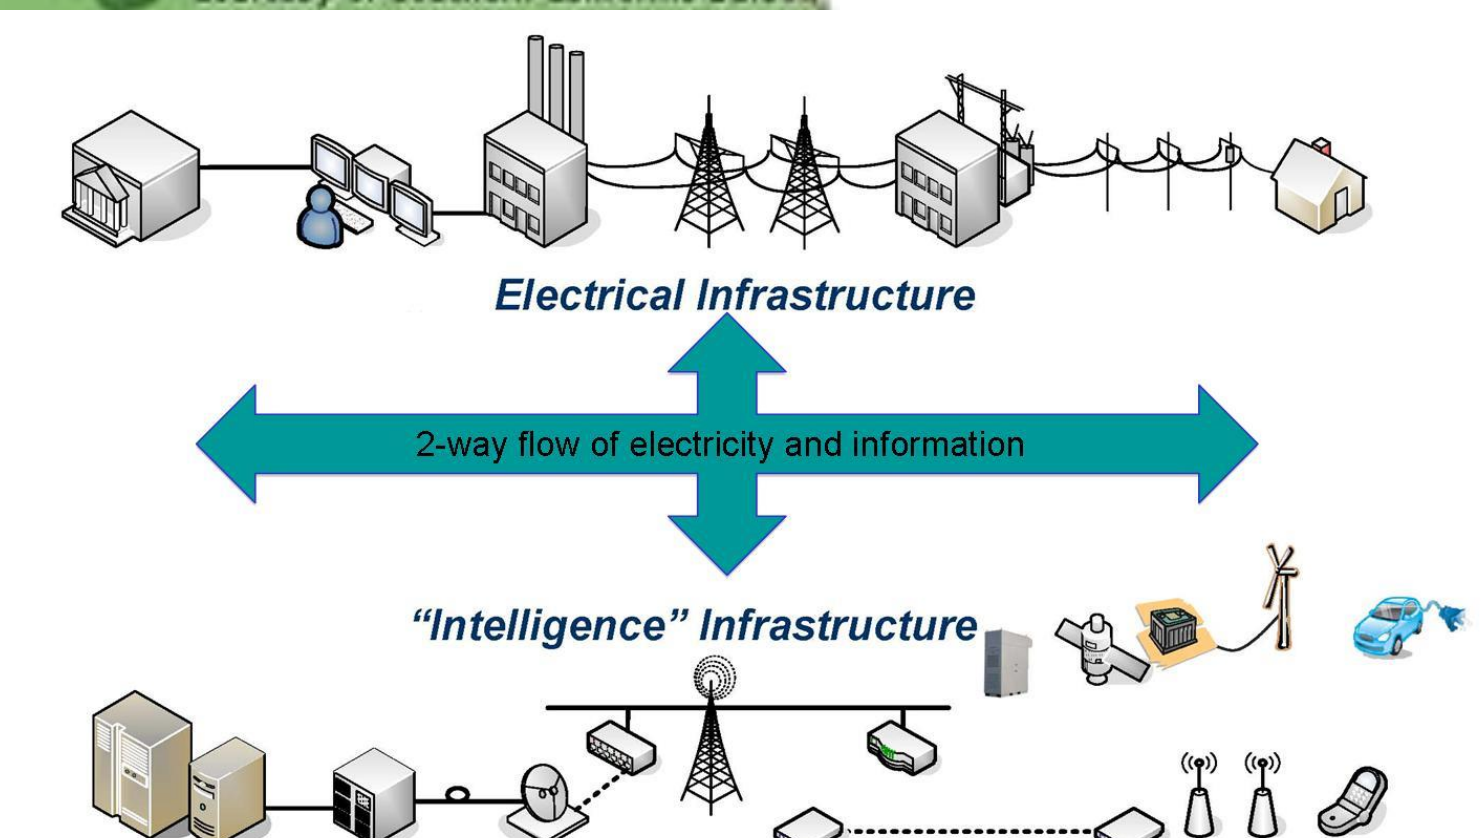 Electrical Infrastructure
2-way flow of electricity and information
“Intelligence” Infrastructure